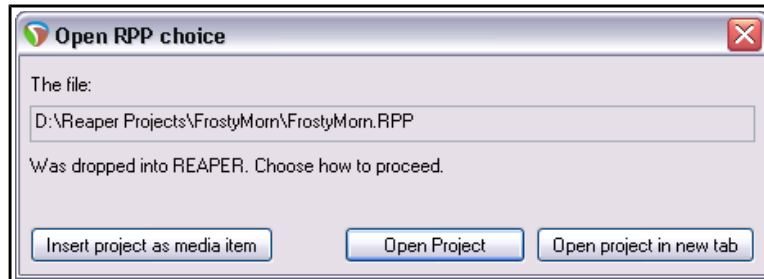 Open RPP choice
The file:
D:\Reaper Projects\FrostyMorn\FrostyMorn.RPP
Was dropped into REAPER. Choose how to proceed.
Insert project as media item Open Project Open project in new tab